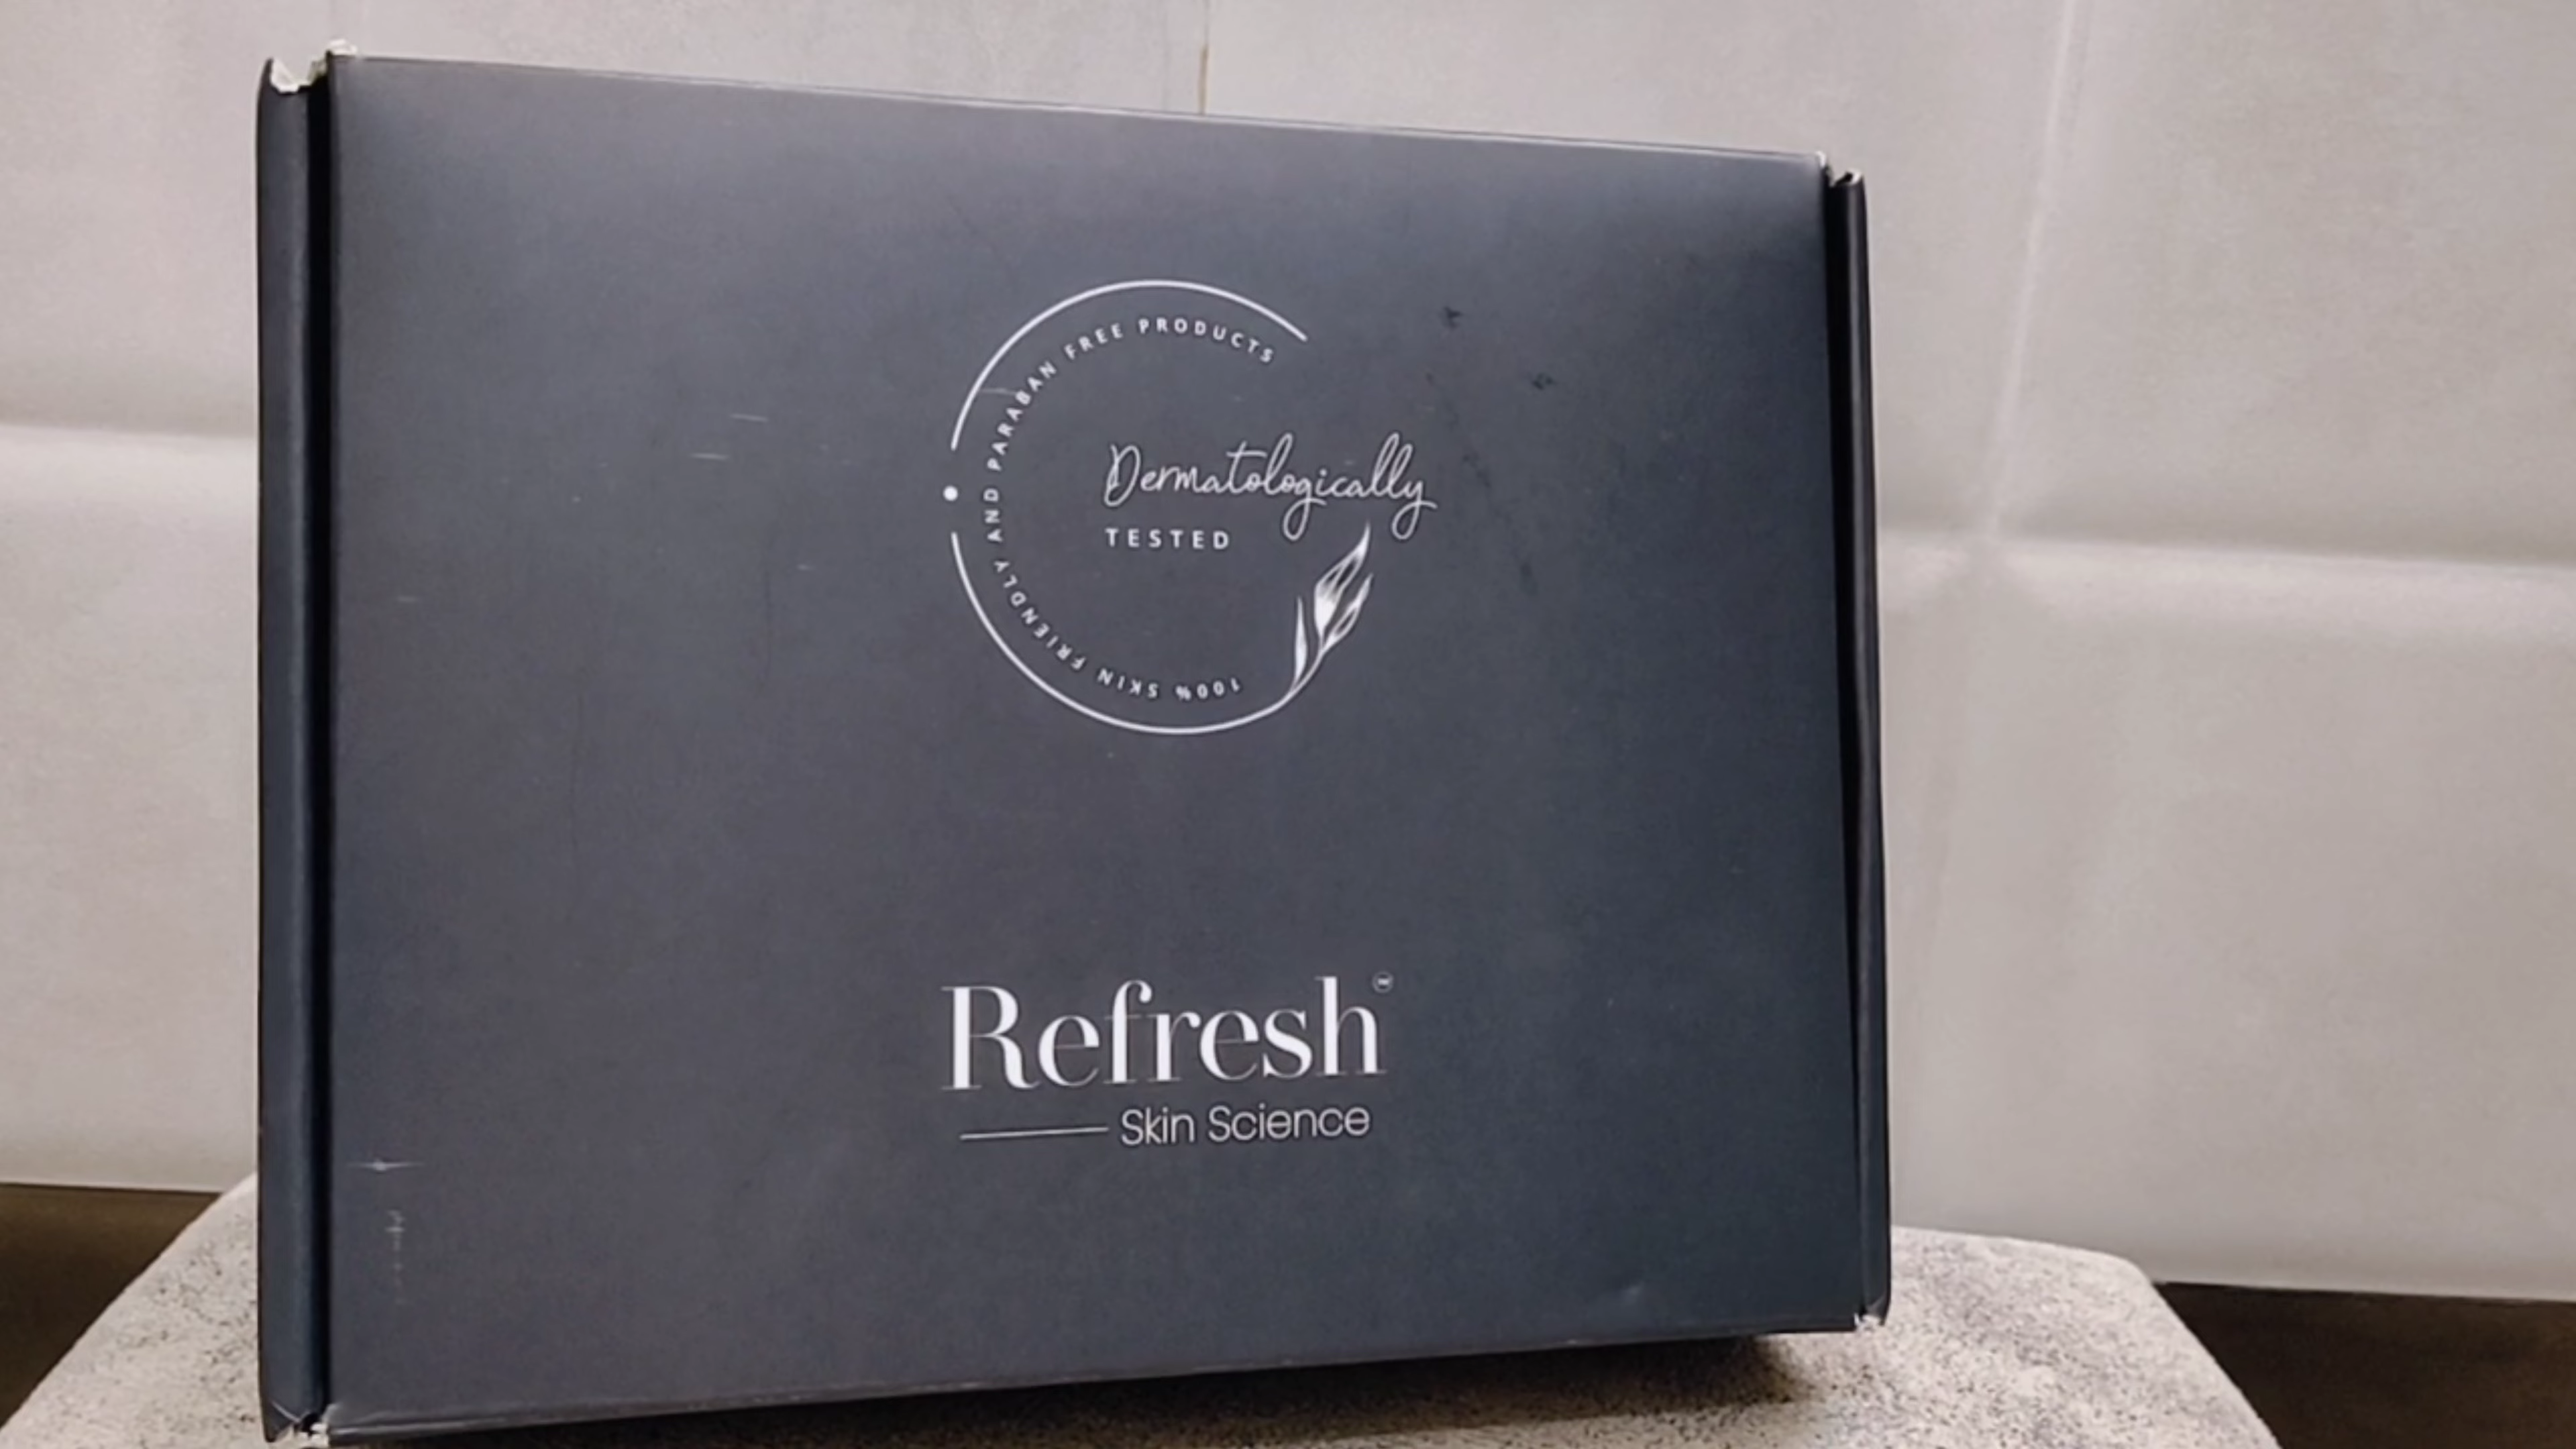 100% SKIN FRIENDLY AND PARABAN FREE PRODUCTS
Dermatologically
TESTED
Refresh
Skin Science